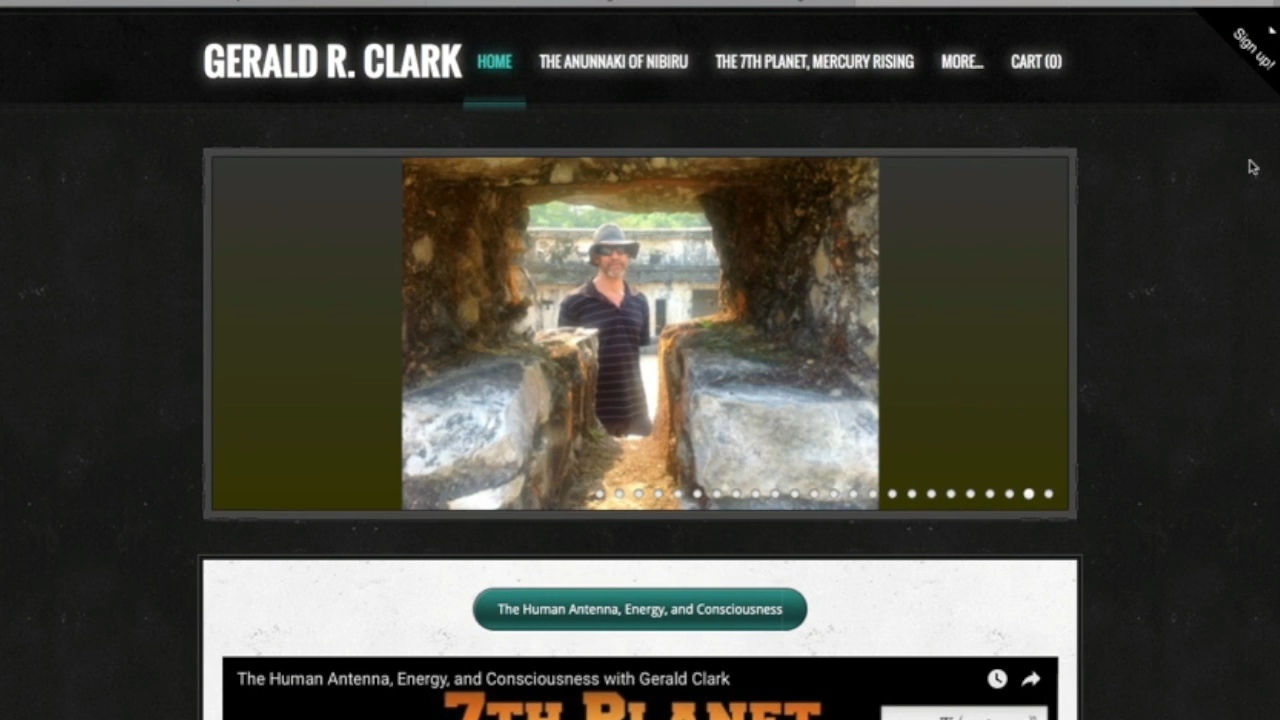 GERALD R. CLARK
HOME THE ANUNNAKI OF NIBIRU THE 7TH PLANET, MERCURY RISING MORE... CART (0)
Sign up!
The Human Antenna, Energy, and Consciousness
The Human Antenna, Energy, and Consciousness with Gerald Clark
7TH PLANET